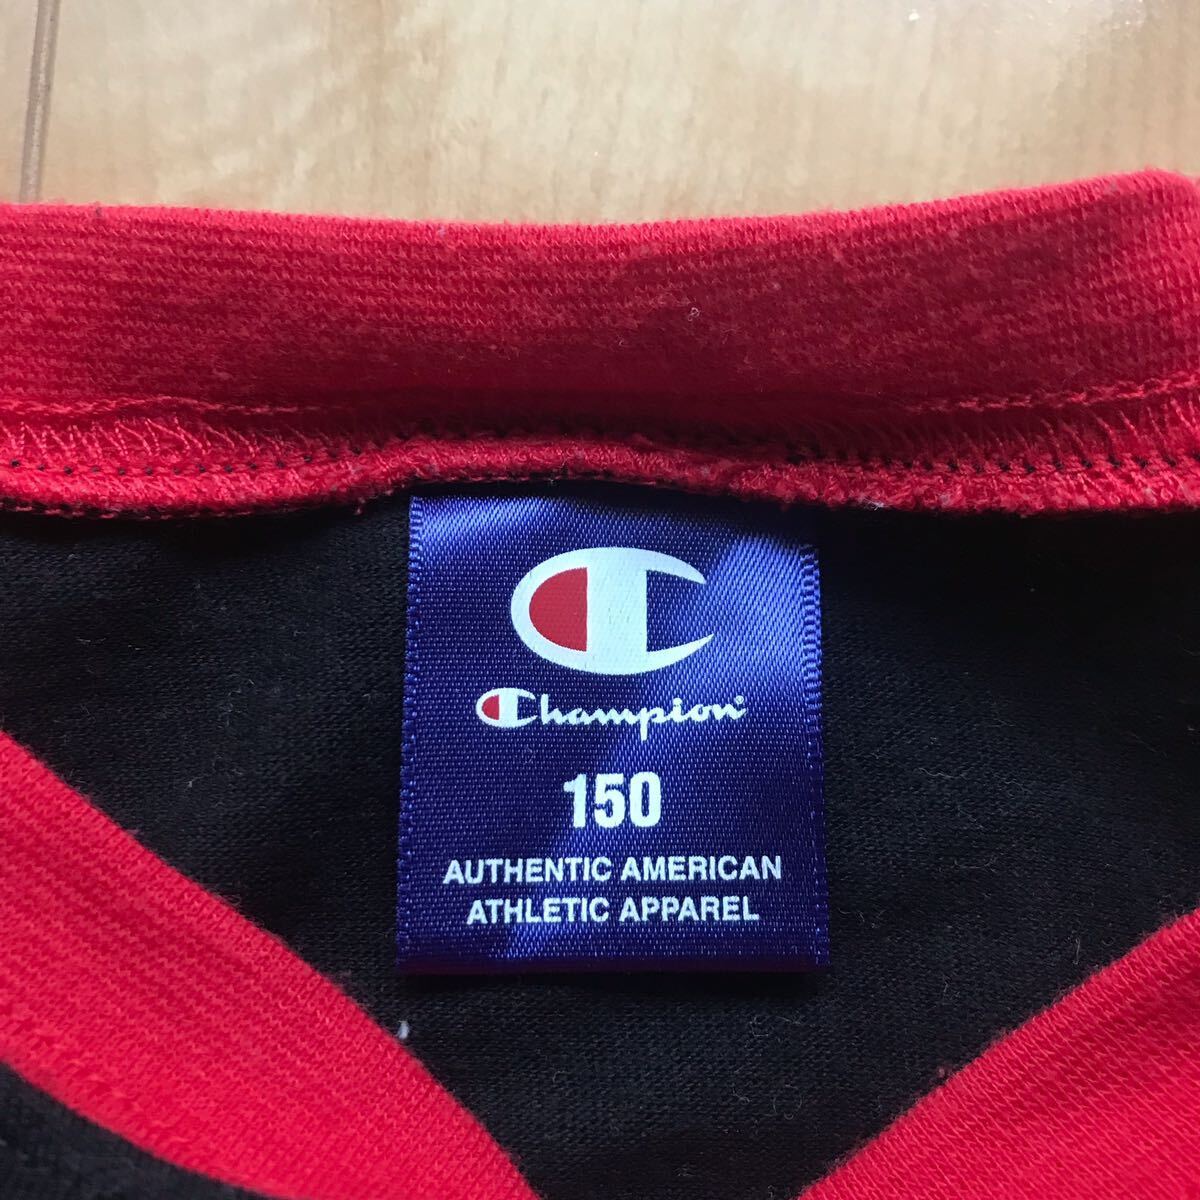 Champion
150
AUTHENTIC AMERICAN
ATHLETIC APPAREL